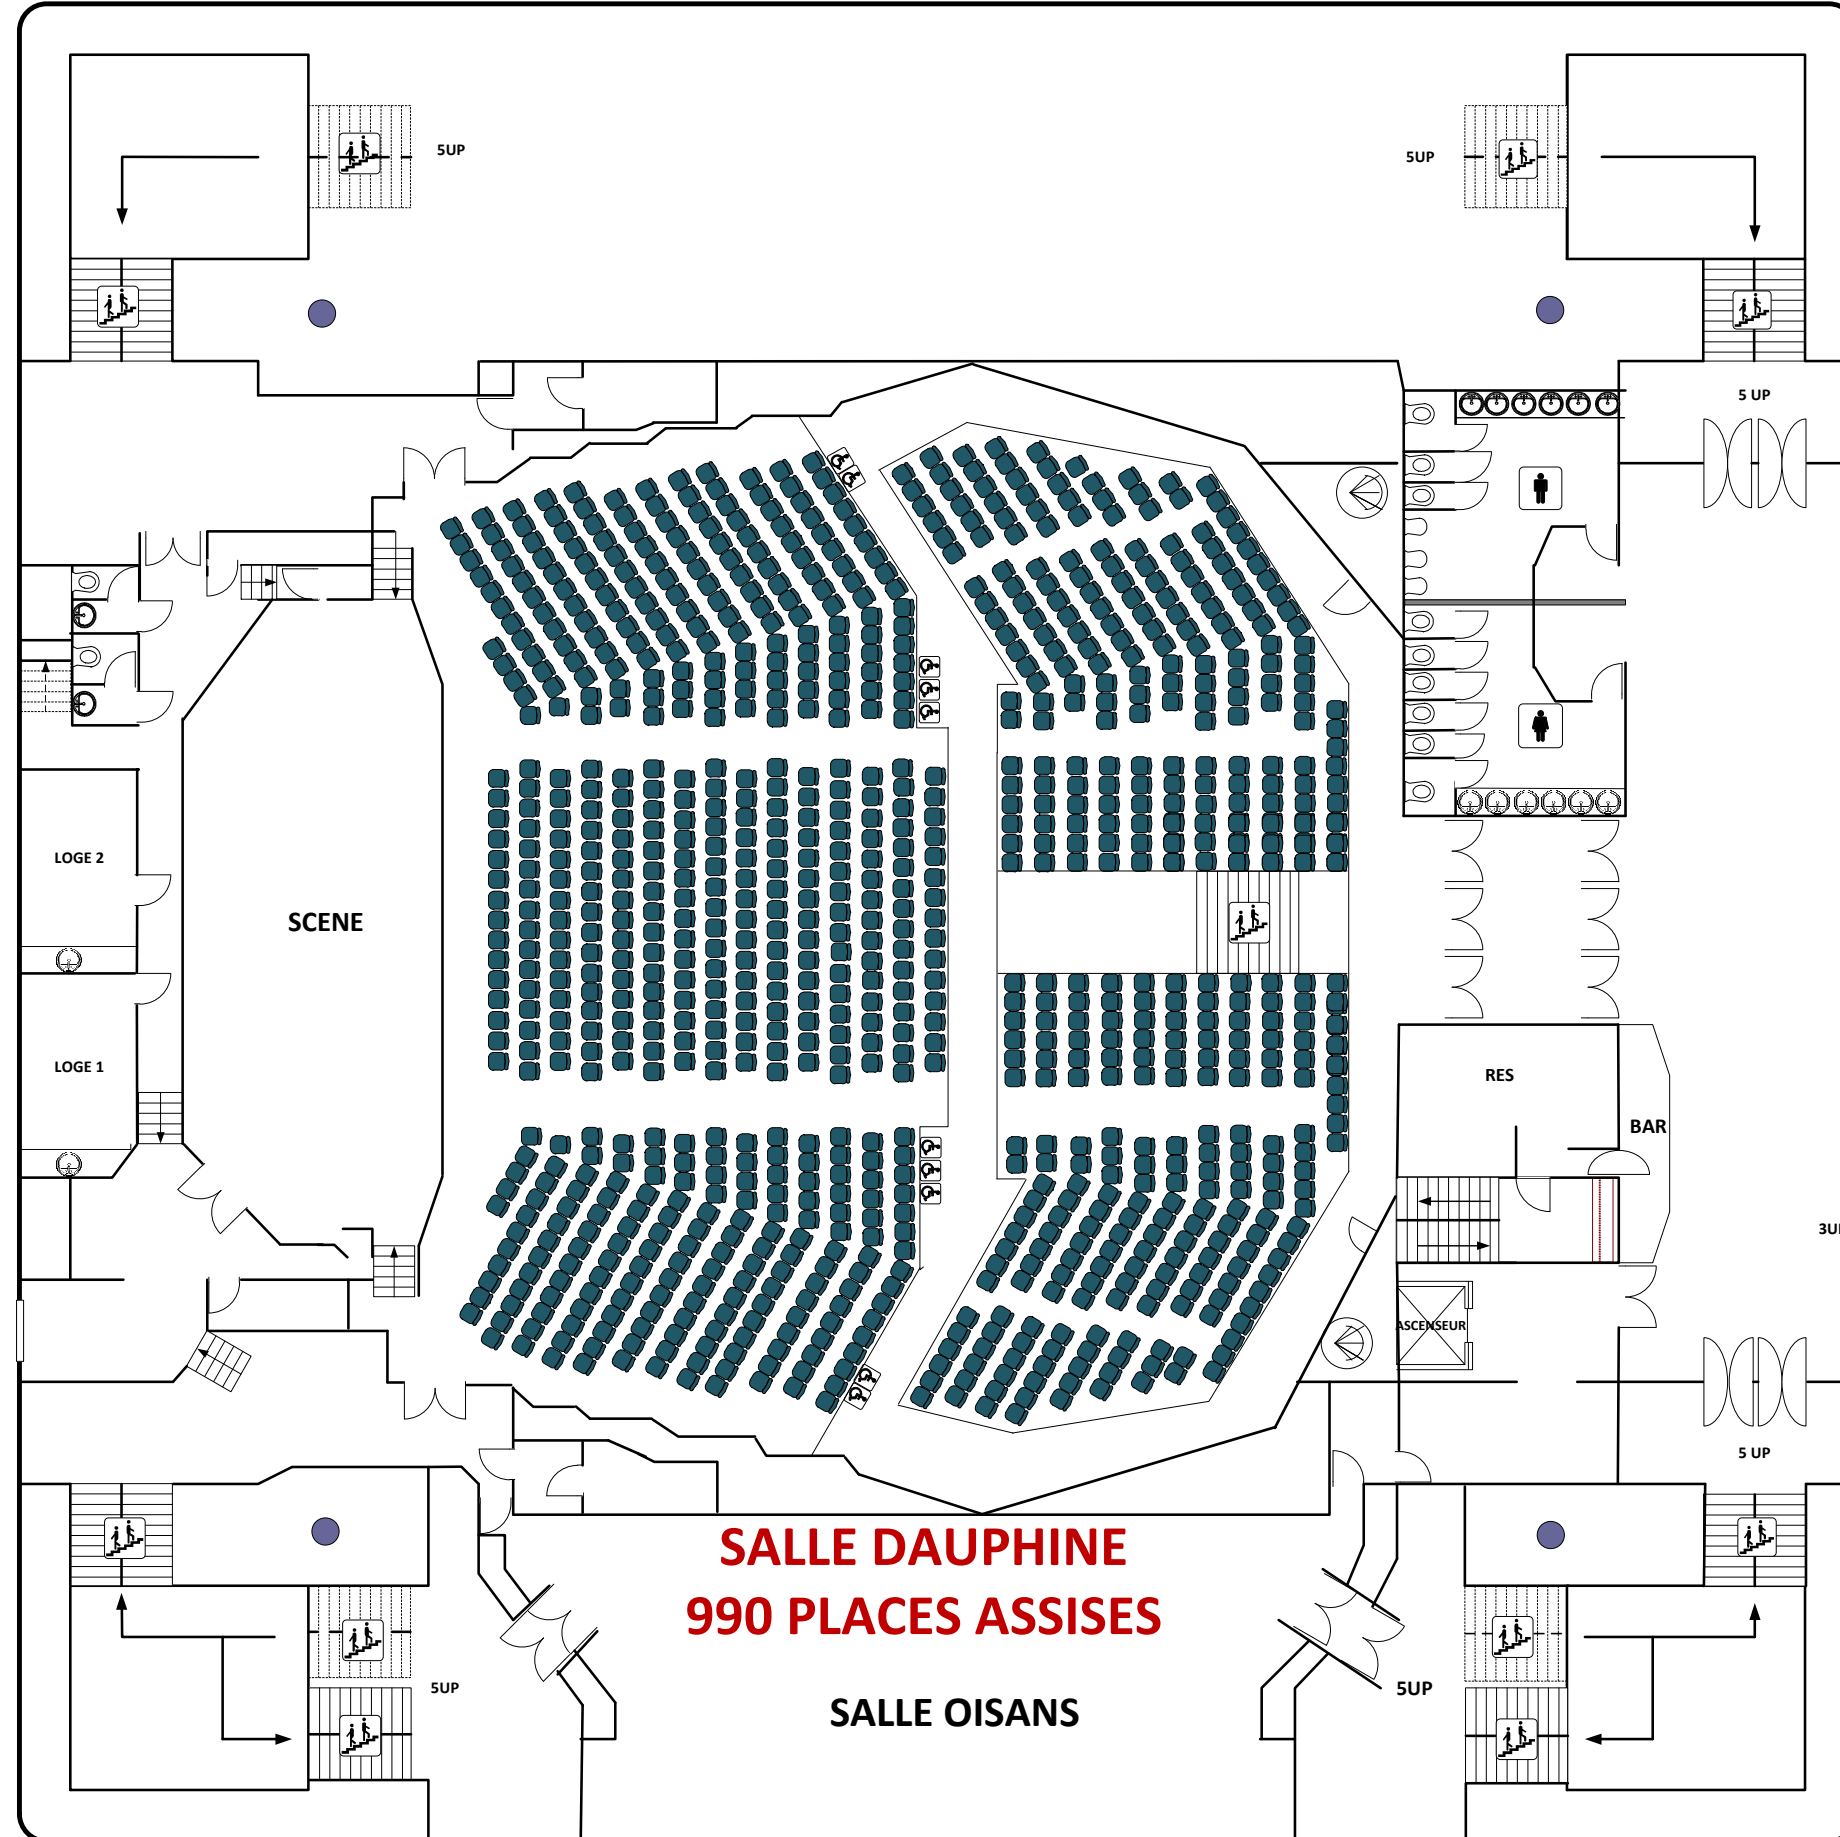 5UP
5UP
5 UP
LOGE 2
SCENE
LOGE 1
RES
BAR
ASCENSEUR
5 UP
SALLE DAUPHINE
990 PLACES ASSISES
5UP
5UP
SALLE OISANS